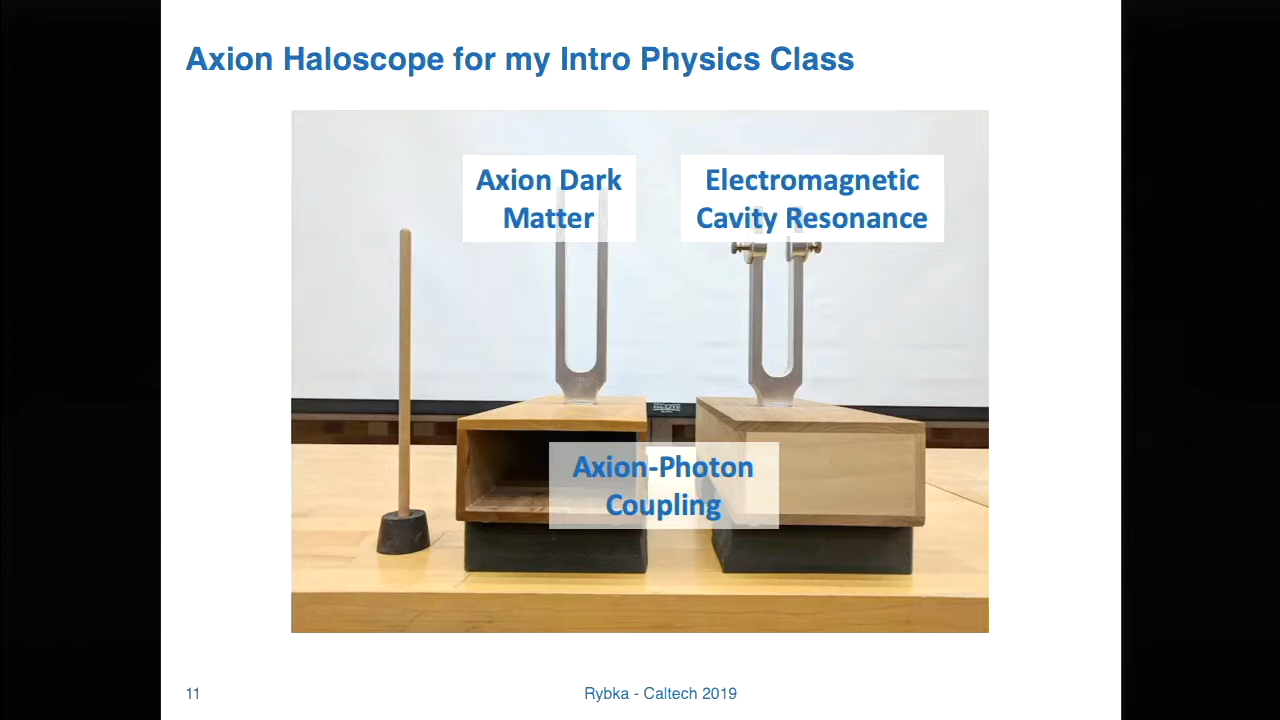 Axion Haloscope for my Intro Physics Class
Axion Dark
Matter
Electromagnetic
Cavity Resonance
Axion-Photon
Coupling
11
Rybka - Caltech 2019